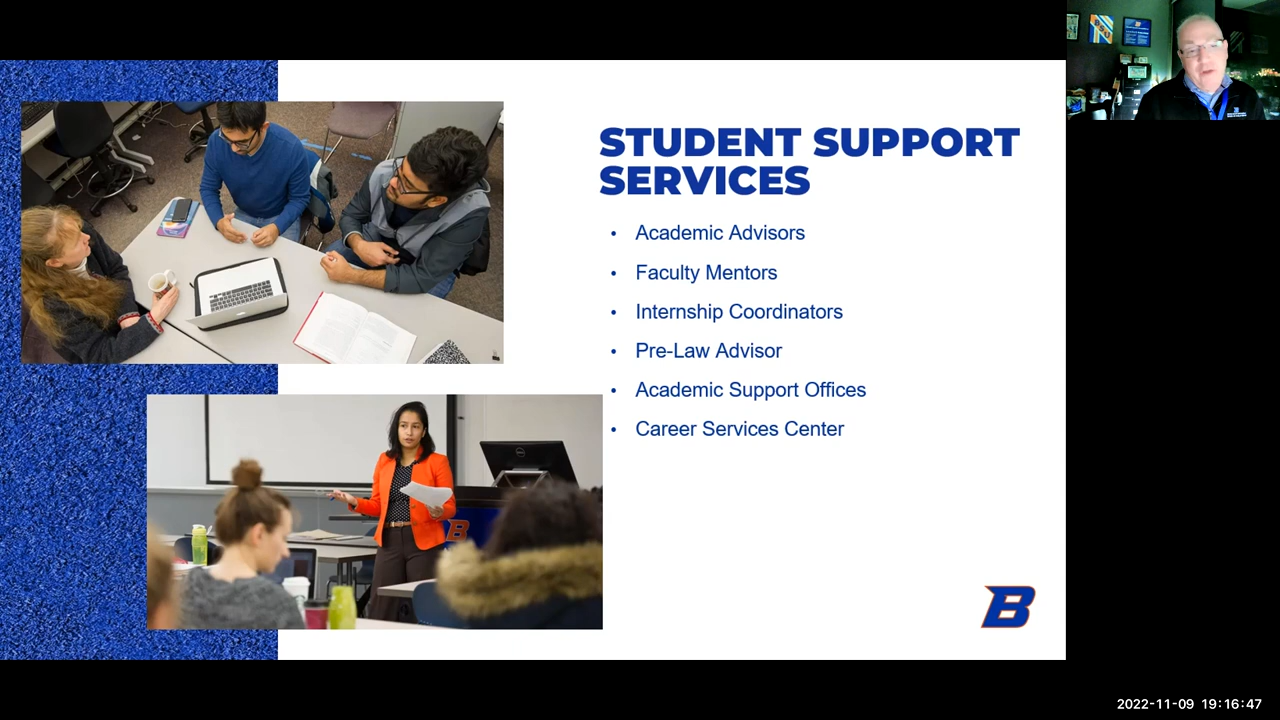 STUDENT SUPPORT
SERVICES
• Academic Advisors
• Faculty Mentors
• Internship Coordinators
• Pre-Law Advisor
• Academic Support Offices
• Career Services Center
B
B
2022-11-09 19:16:47